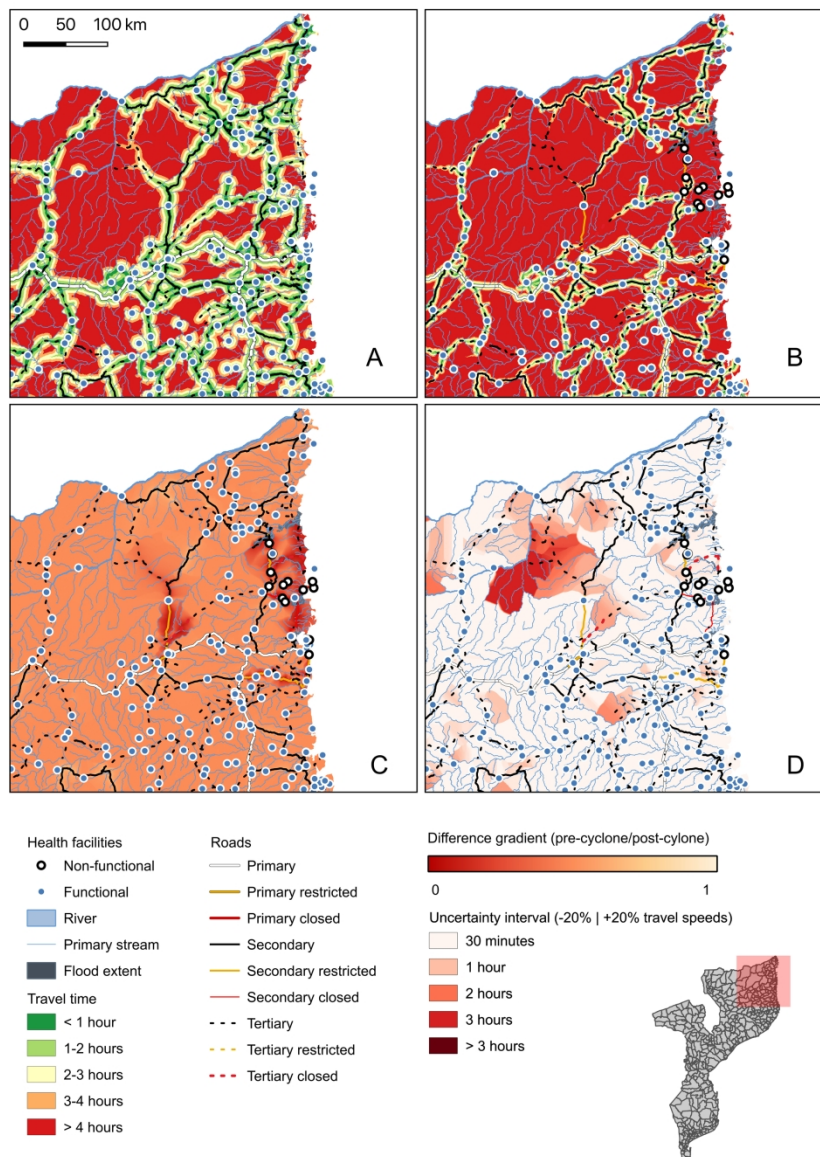 0 50 100 km
A
B
C
D
Health facilities
Non-functional
Functional
River
Primary stream
Flood extent
Travel time
< 1 hour
1-2 hours
2-3 hours
3-4 hours
> 4 hours
Roads
Primary
Primary restricted
Primary closed
Secondary
Secondary restricted
Secondary closed
Tertiary
Tertiary restricted
Tertiary closed
Difference gradient (pre-cyclone/post-cylone)
0 1
Uncertainty interval (-20% | +20% travel speeds)
30 minutes
1 hour
2 hours
3 hours
> 3 hours